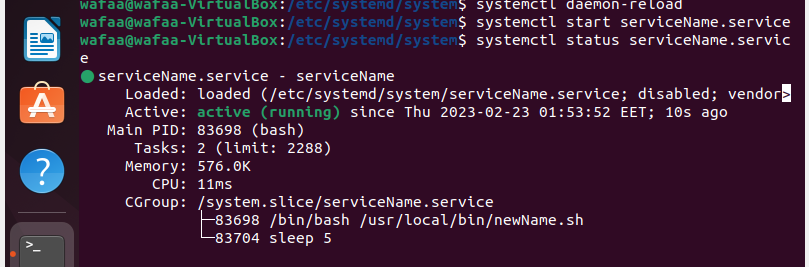 wafaa@wafaa-VirtualBox:/etc/systemd/system$ systemctl daemon-reload
wafaa@wafaa-VirtualBox:/etc/systemd/system$ systemctl start serviceName.service
wafaa@wafaa-VirtualBox:/etc/systemd/system$ systemctl status serviceName.servic
e
● serviceName.service - serviceName
Loaded: loaded (/etc/systemd/system/serviceName.service; disabled; vendor>
Active: active (running) since Thu 2023-02-23 01:53:52 EET; 10s ago
Main PID: 83698 (bash)
Tasks: 2 (limit: 2288)
Memory: 576.0K
CPU: 11ms
CGroup: /system.slice/serviceName.service
├─83698 /bin/bash /usr/local/bin/newName.sh
└─83704 sleep 5